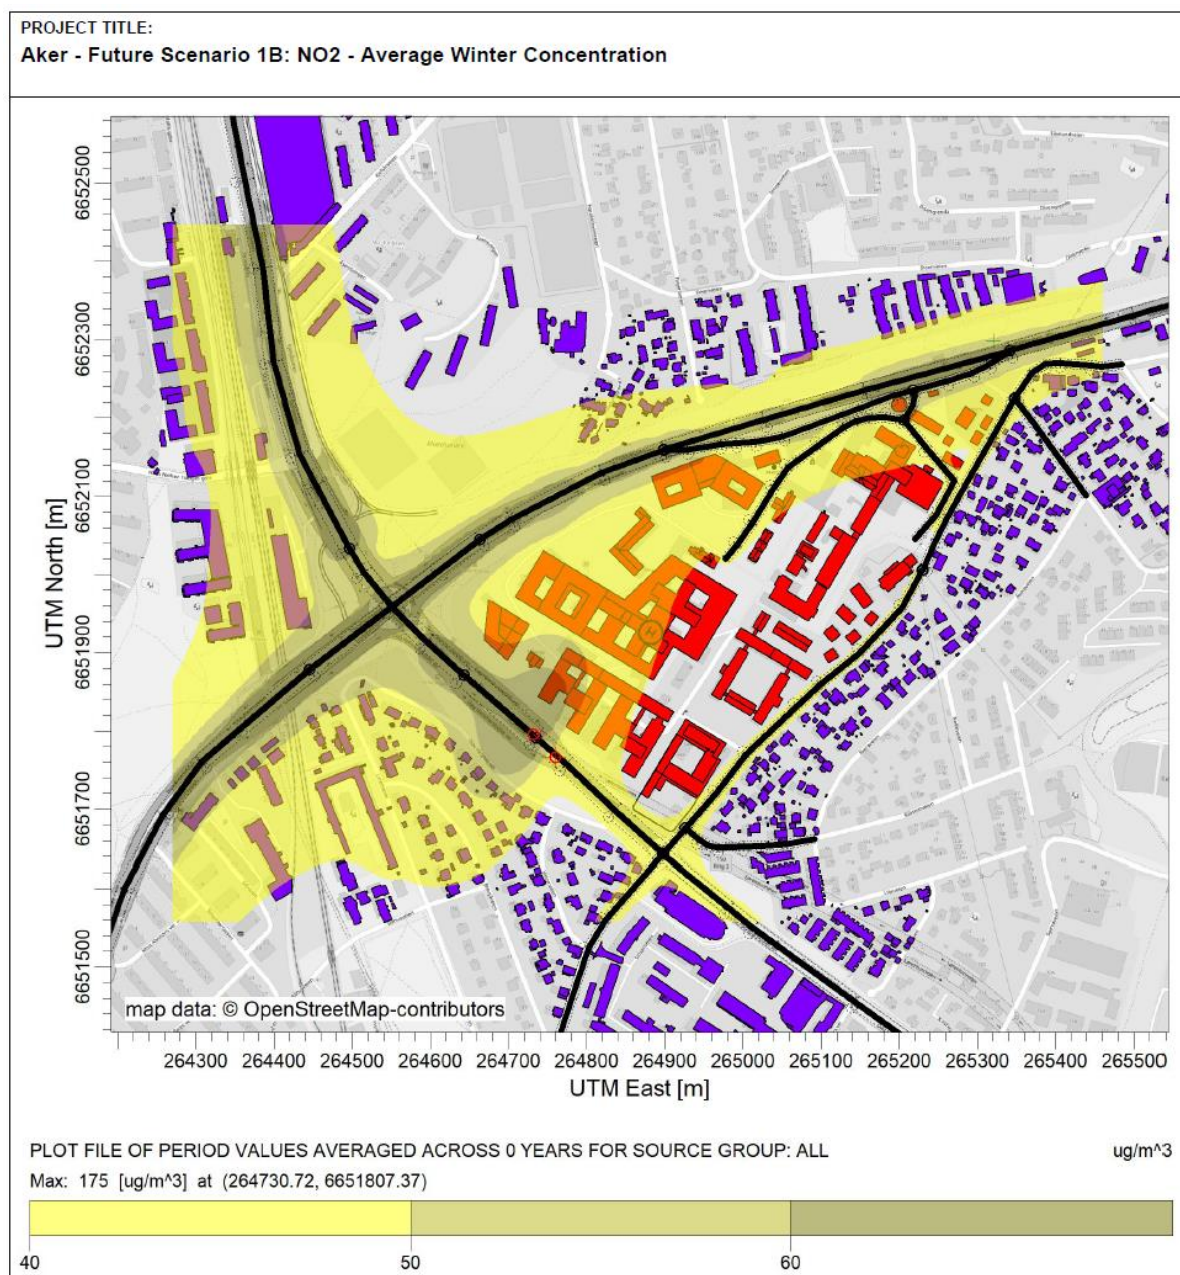 PROJECT TITLE:
Aker - Future Scenario 1B: NO2 - Average Winter Concentration
UTM North [m]
6652500
6652300
6652100
6651900
6651700
6651500
H
map data: © OpenStreetMap-contributors
264300 264400 264500 264600 264700 264800 264900 265000 265100 265200 265300 265400 265500
UTM East [m]
PLOT FILE OF PERIOD VALUES AVERAGED ACROSS 0 YEARS FOR SOURCE GROUP: ALL ug/m^3
Max: 175 [ug/m^3] at (264730.72, 6651807.37)
40 50 60